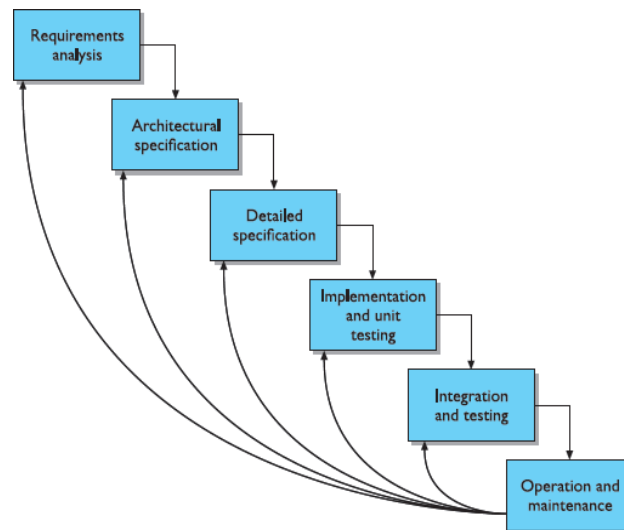 Requirements
analysis
Architectural
specification
Detailed
specification
Implementation
and unit
testing
Integration
and testing
Operation and
maintenance